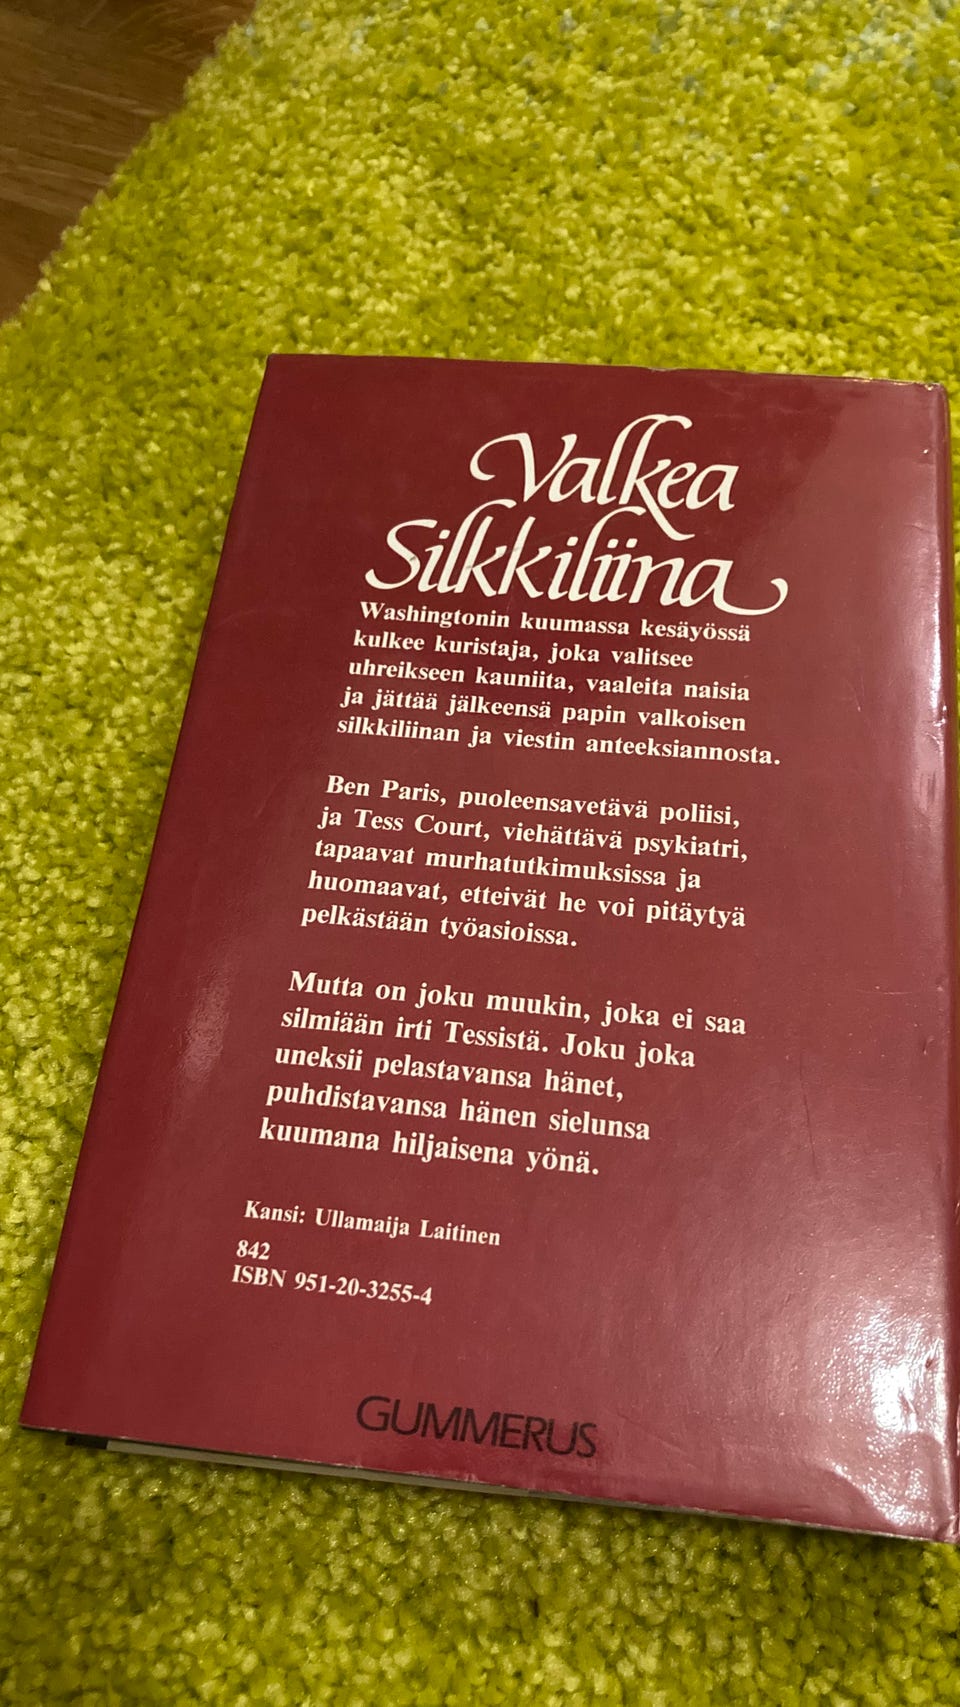 Valkea
Silkkiliina
Washingtonin kuumassa kesäyössä
kulkee kuristaja, joka valitsee
uhreikseen kauniita, vaaleita naisia
ja jättää jälkeensä papin valkoisen
silkkiliinan ja viestin anteeksiannosta.
Ben Paris, puoleensavetävä poliisi,
ja Tess Court, viehättävä psykiatri,
tapaavat murhatutkimuksissa ja
huomaavat, etteivät he voi pitäytyä
pelkästään työasioissa.
Mutta on joku muukin, joka ei saa
silmiään irti Tessistä. Joku joka
uneksii pelastavansa hänet,
puhdistavansa hänen sielunsa
kuumana hiljaisena yönä.
Kansi: Ullamaija Laitinen
842
ISBN 951-20-3255-4
GUMMERUS